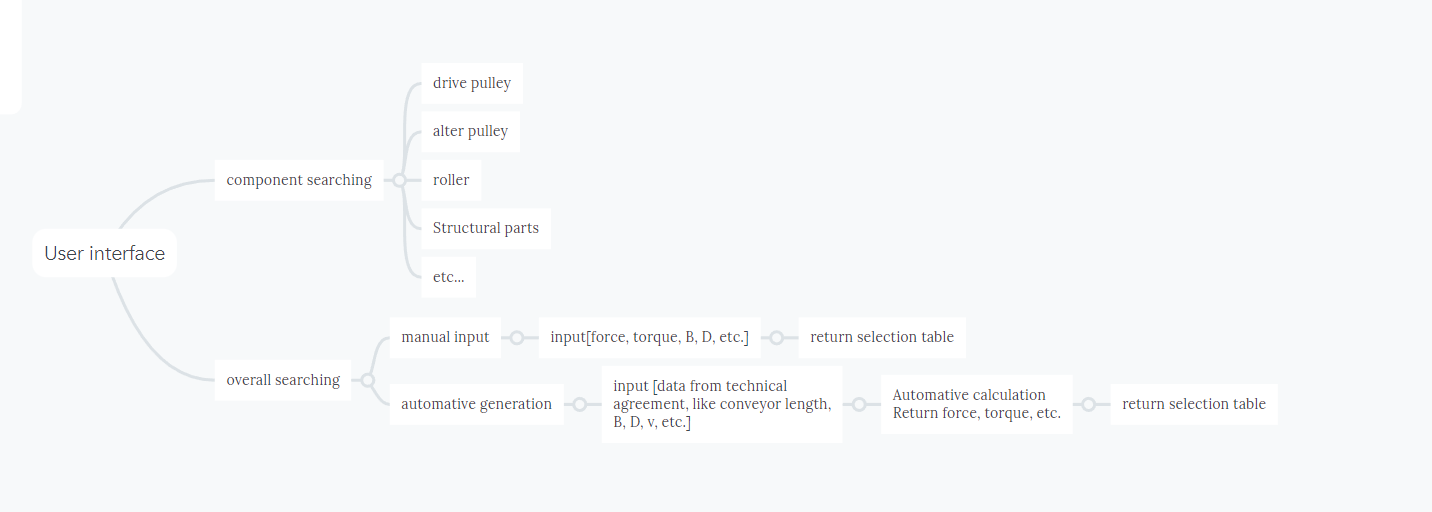 drive pulley
alter pulley
component searching
roller
Structural parts
User interface
etc...
manual input
input[force, torque, B, D, etc.]
return selection table
overall searching
automative generation
input [data from technical
agreement, like conveyor length,
B, D, v, etc.]
Automative calculation
Return force, torque, etc.
return selection table